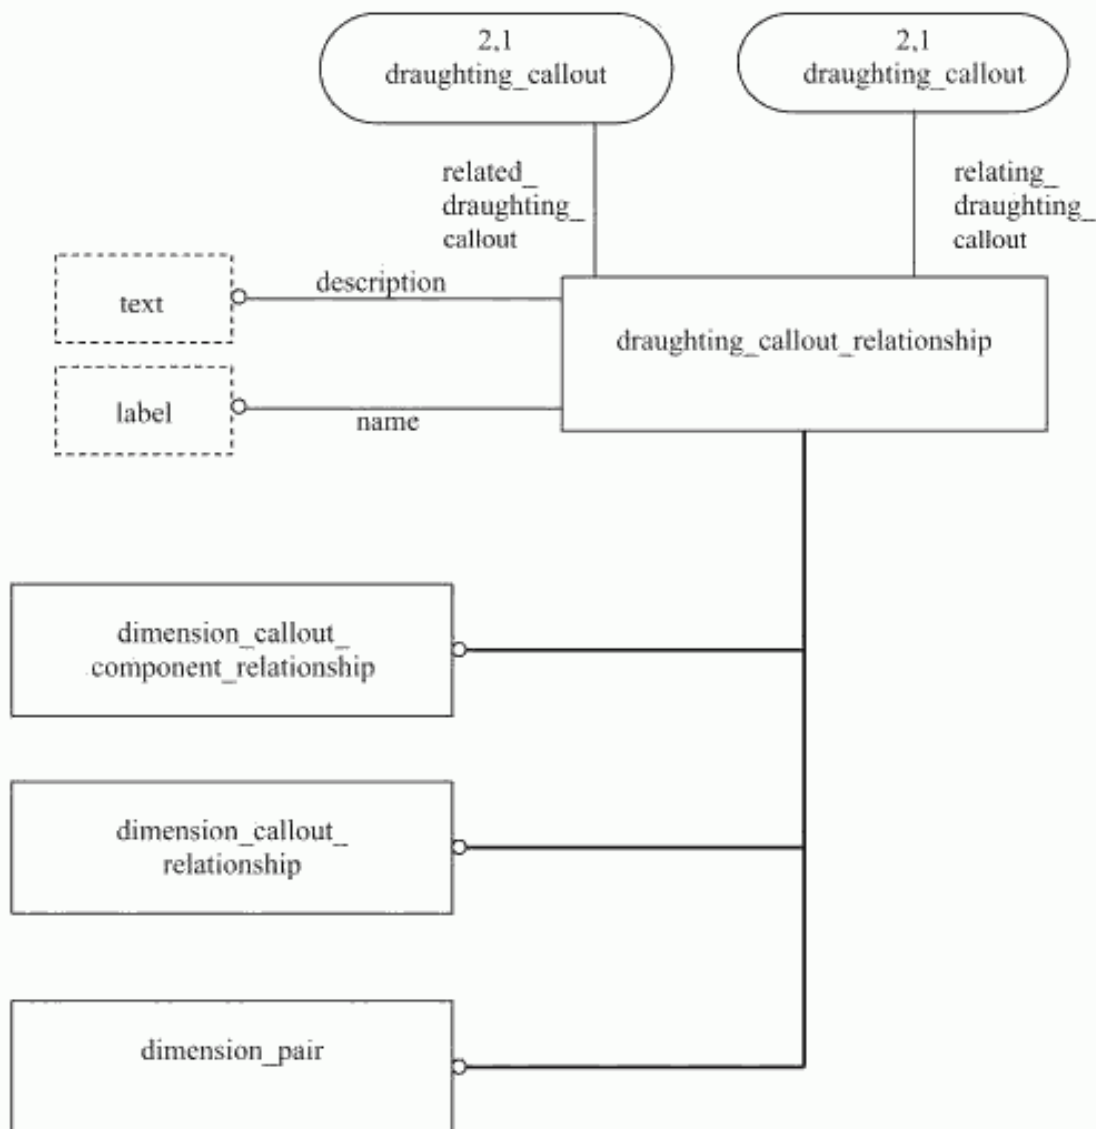 2,1
draughting_callout
2,1
draughting_callout
related_
draughting_
callout
relating_
draughting_
callout
description
text
draughting_callout_relationship
label
name
dimension_callout_
component_relationship
dimension_callout_
relationship
dimension_pair